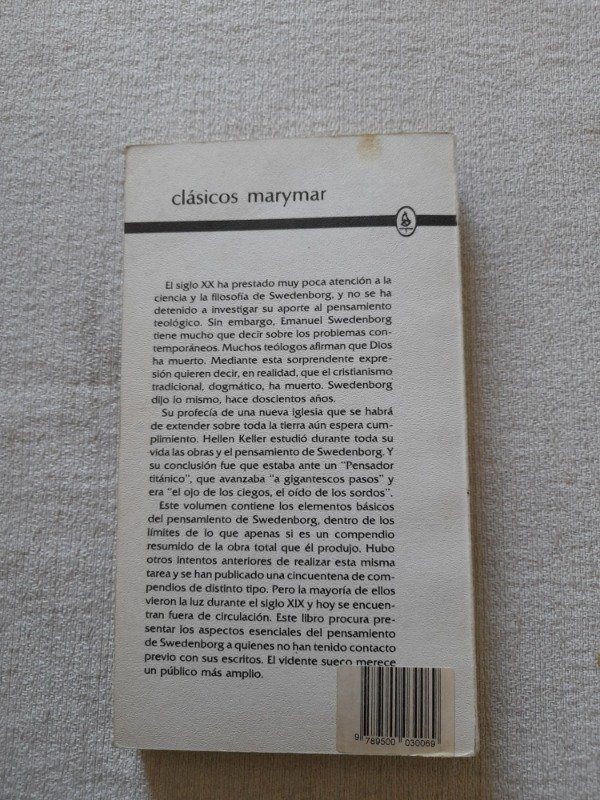 clásicos marymar
El siglo XX ha prestado muy poca atención a la
ciencia y la filosofía de Swedenborg, y no se ha
detenido a investigar su aporte al pensamiento
teológico. Sin embargo, Emanuel Swedenborg
tiene mucho que decir sobre los problemas con-
temporáneos. Muchos teólogos afirman que Dios
ha muerto. Mediante esta sorprendente expre-
sión quieren decir, en realidad, que el cristianismo
tradicional, dogmático, ha muerto. Swedenborg
dijo lo mismo, hace doscientos años.
Su profecía de una nueva iglesia que se habrá
de extender sobre toda la tierra aún espera cum-
plimiento. Hellen Keller estudió durante toda su
vida las obras y el pensamiento de Swedenborg. Y
su conclusión fue que estaba ante un "Pensador
titánico", que avanzaba "a gigantescos pasos" y
era "el ojo de los ciegos, el oído de los sordos".
Este volumen contiene los elementos básicos
del pensamiento de Swedenborg, dentro de los
límites de lo que apenas si es un compendio
resumido de la obra total que él produjo. Hubo
otros intentos anteriores de realizar esta misma
tarea y se han publicado una cincuentena de com-
pendios de distinto tipo. Pero la mayoría de ellos
vieron la luz durante el siglo XIX y hoy se encuen-
tran fuera de circulación. Este libro procura pre-
sentar los aspectos esenciales del pensamiento
de Swedenborg a quienes no han tenido contacto
previo con sus escritos. El vidente sueco merece
un público más amplio.
9 789500 030069